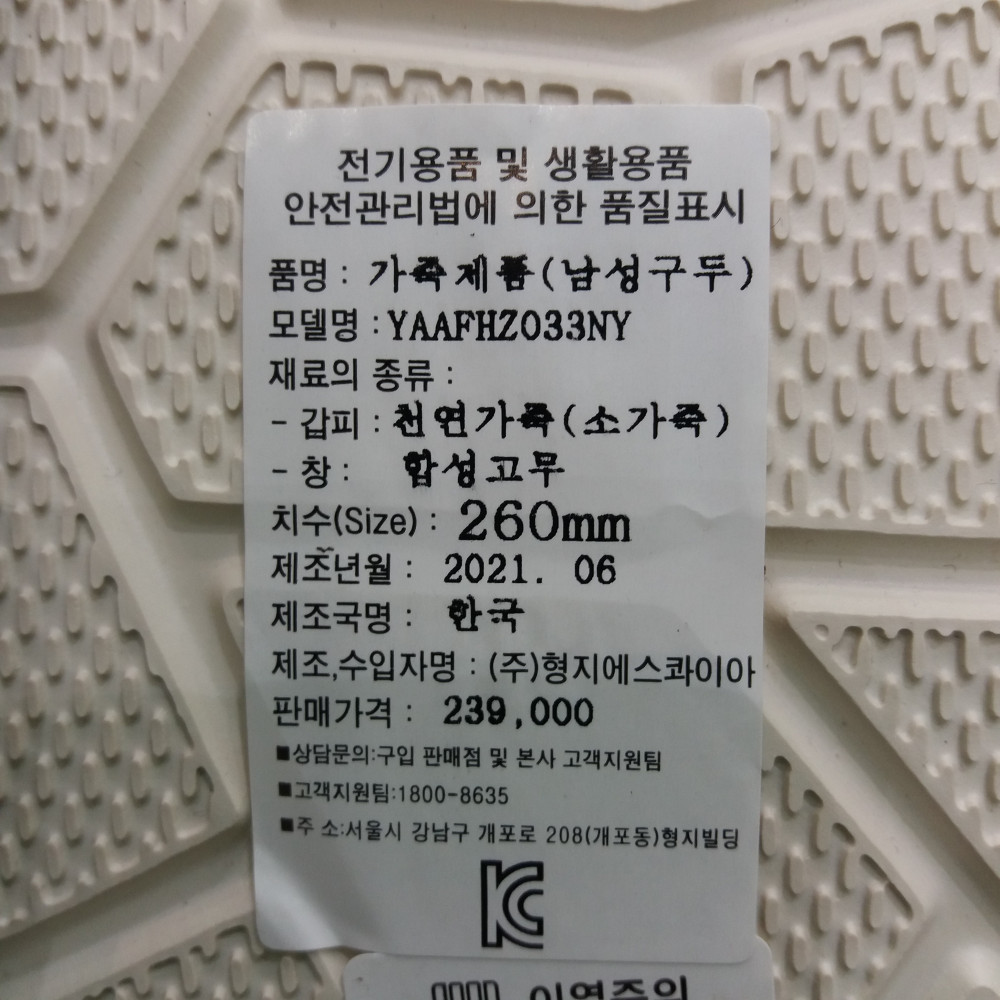 전기용품 및 생활용품
안전관리법에 의한 품질표시
품명 : 가죽제품(남성구두)
모델명 : YAAFHZ033NY
재료의 종류 :
- 갑피 : 천연가죽(소가죽)
- 창 : 합성고무
치수(Size) : 260mm
제조년월 : 2021. 06
제조국명 : 한국
제조,수입자명 : (주)형지에스콰이아
판매가격 : 239,000
■상담문의:구입 판매점 및 본사 고객지원팀
■고객지원팀:1800-8635
■주 소:서울시 강남구 개포로 208(개포동)형지빌딩
KC